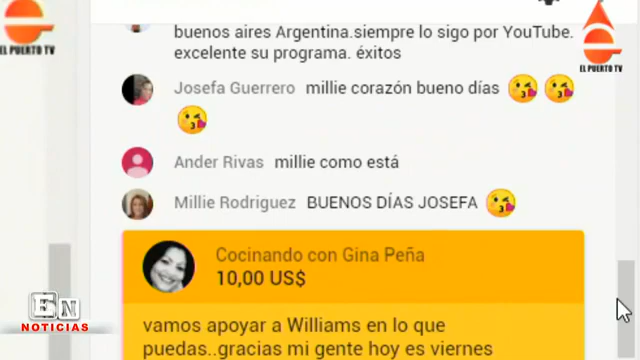 buenos aires Argentina.siempre lo sigo por YouTube.
excelente su programa. éxitos
EL PUERTO TV
EL PUERTO TV
Josefa Guerrero millie corazón bueno días
Ander Rivas millie como está
Millie Rodriguez BUENOS DÍAS JOSEFA
Cocinando con Gina Peña
10,00 US$
En
NOTICIAS
vamos apoyar a Williams en lo que
puedas..gracias mi gente hoy es viernes